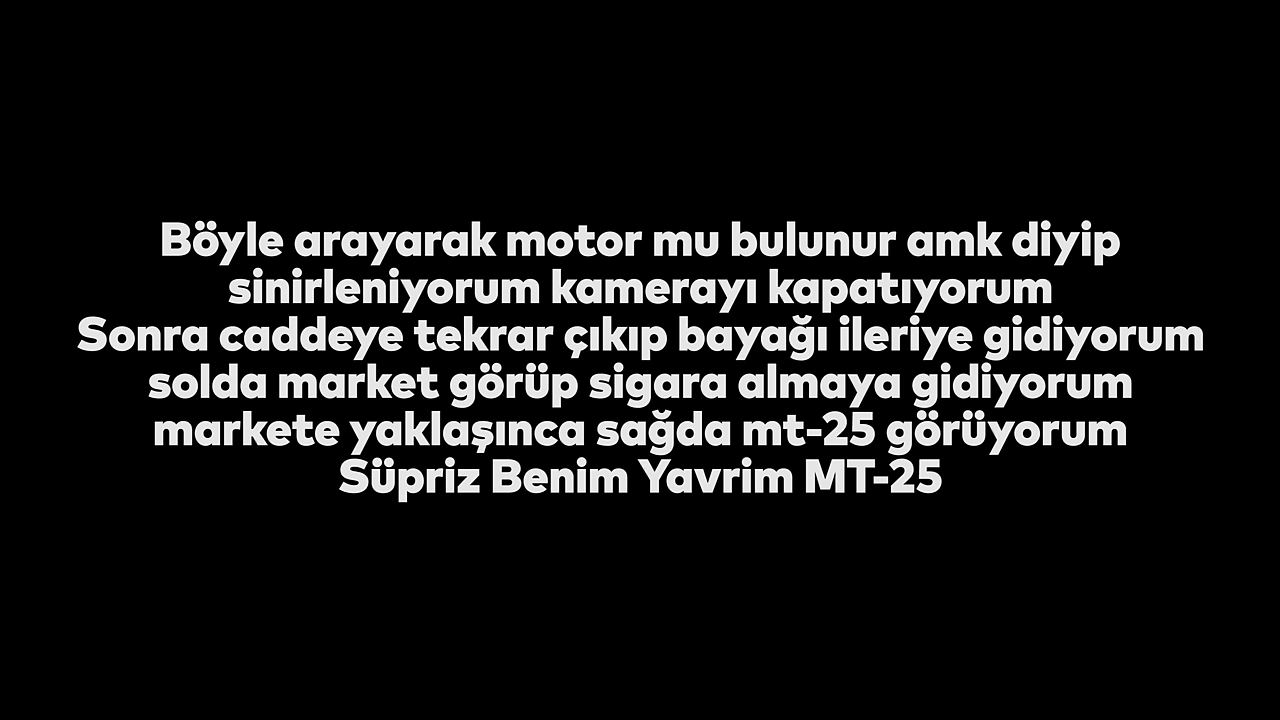 Böyle arayarak motor mu bulunur amk diyip
sinirleniyorum kamerayı kapatıyorum
Sonra caddeye tekrar çıkıp bayağı ileriye gidiyorum
solda market görüp sigara almaya gidiyorum
markete yaklaşınca sağda mt-25 görüyorum
Süpriz Benim Yavrim MT-25